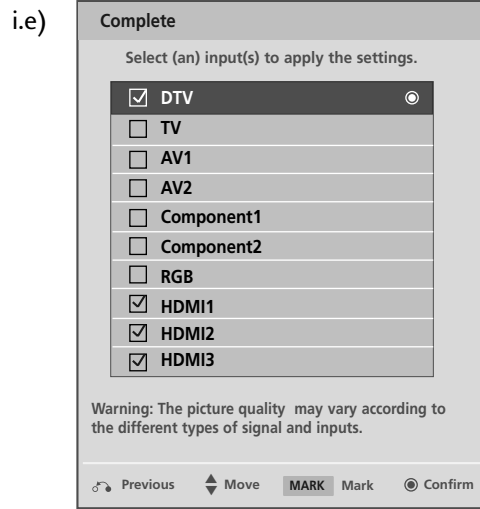 i.e)
Complete
Select (an) input(s) to apply the settings.
DTV
TV
AV1
AV2
Component1
Component2
RGB
HDMI1
HDMI2
HDMI3
Warning: The picture quality may vary according to
the different types of signal and inputs.
Previous Move MARK Mark Confirm